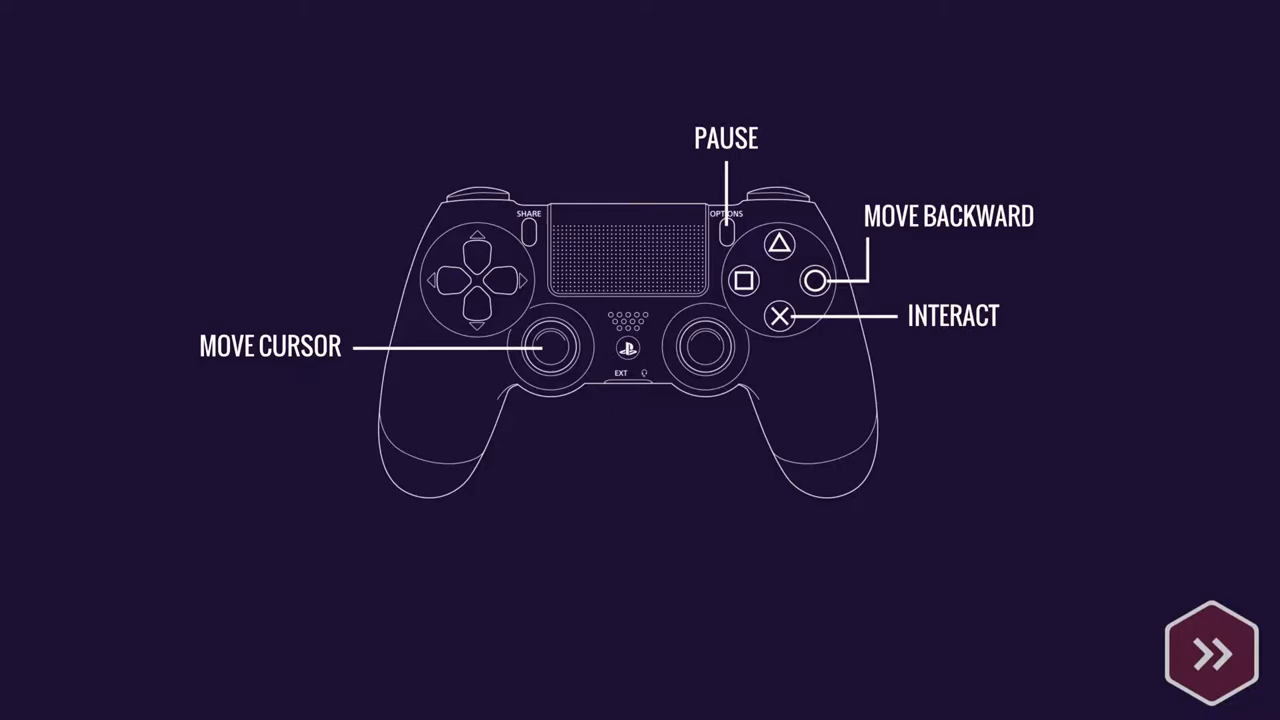 PAUSE
SHARE
OPTIONS
MOVE BACKWARD
INTERACT
MOVE CURSOR
EXT